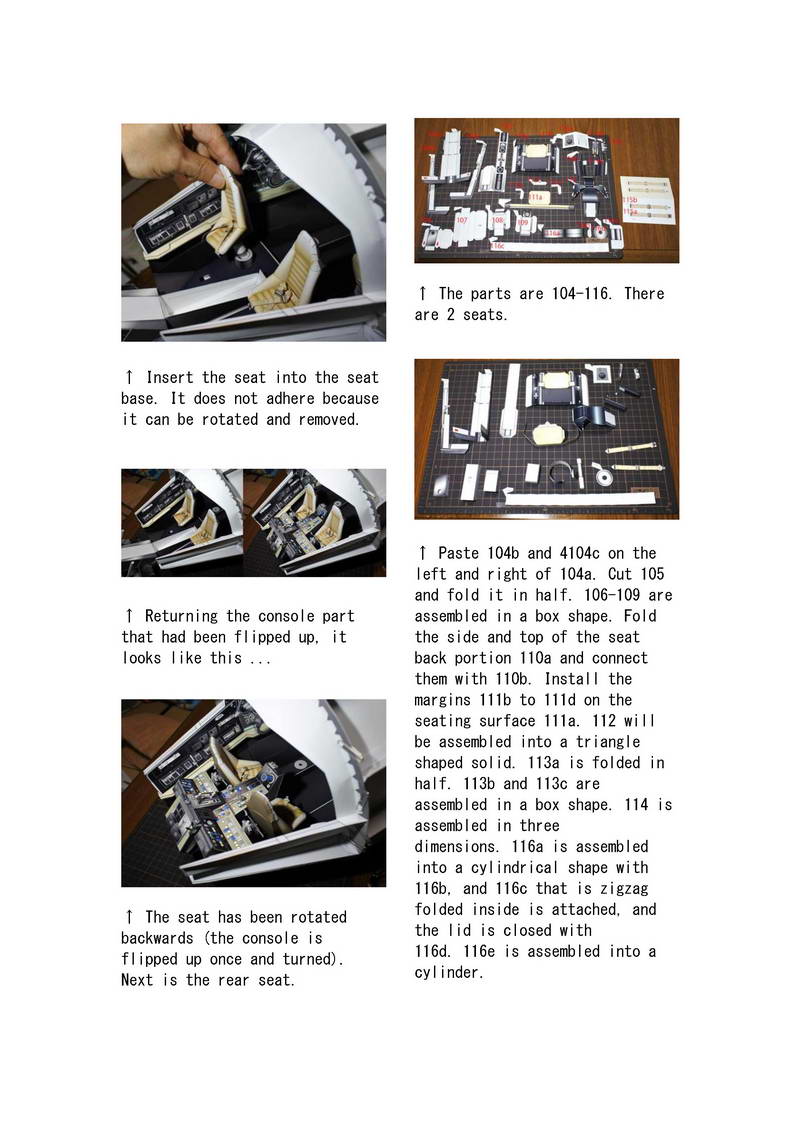 ↑ Insert the seat into the seat
base. It does not adhere because
it can be rotated and removed.
↑ Returning the console part
that had been flipped up, it
looks like this ...
↑ The seat has been rotated
backwards (the console is
flipped up once and turned).
Next is the rear seat.
111a
115b
115a
107
108
109
116a
116c
↑ The parts are 104-116. There
are 2 seats.
↑ Paste 104b and 4104c on the
left and right of 104a. Cut 105
and fold it in half. 106-109 are
assembled in a box shape. Fold
the side and top of the seat
back portion 110a and connect
them with 110b. Install the
margins 111b to 111d on the
seating surface 111a. 112 will
be assembled into a triangle
shaped solid. 113a is folded in
half. 113b and 113c are
assembled in a box shape. 114 is
assembled in three
dimensions. 116a is assembled
into a cylindrical shape with
116b, and 116c that is zigzag
folded inside is attached, and
the lid is closed with
116d. 116e is assembled into a
cylinder.